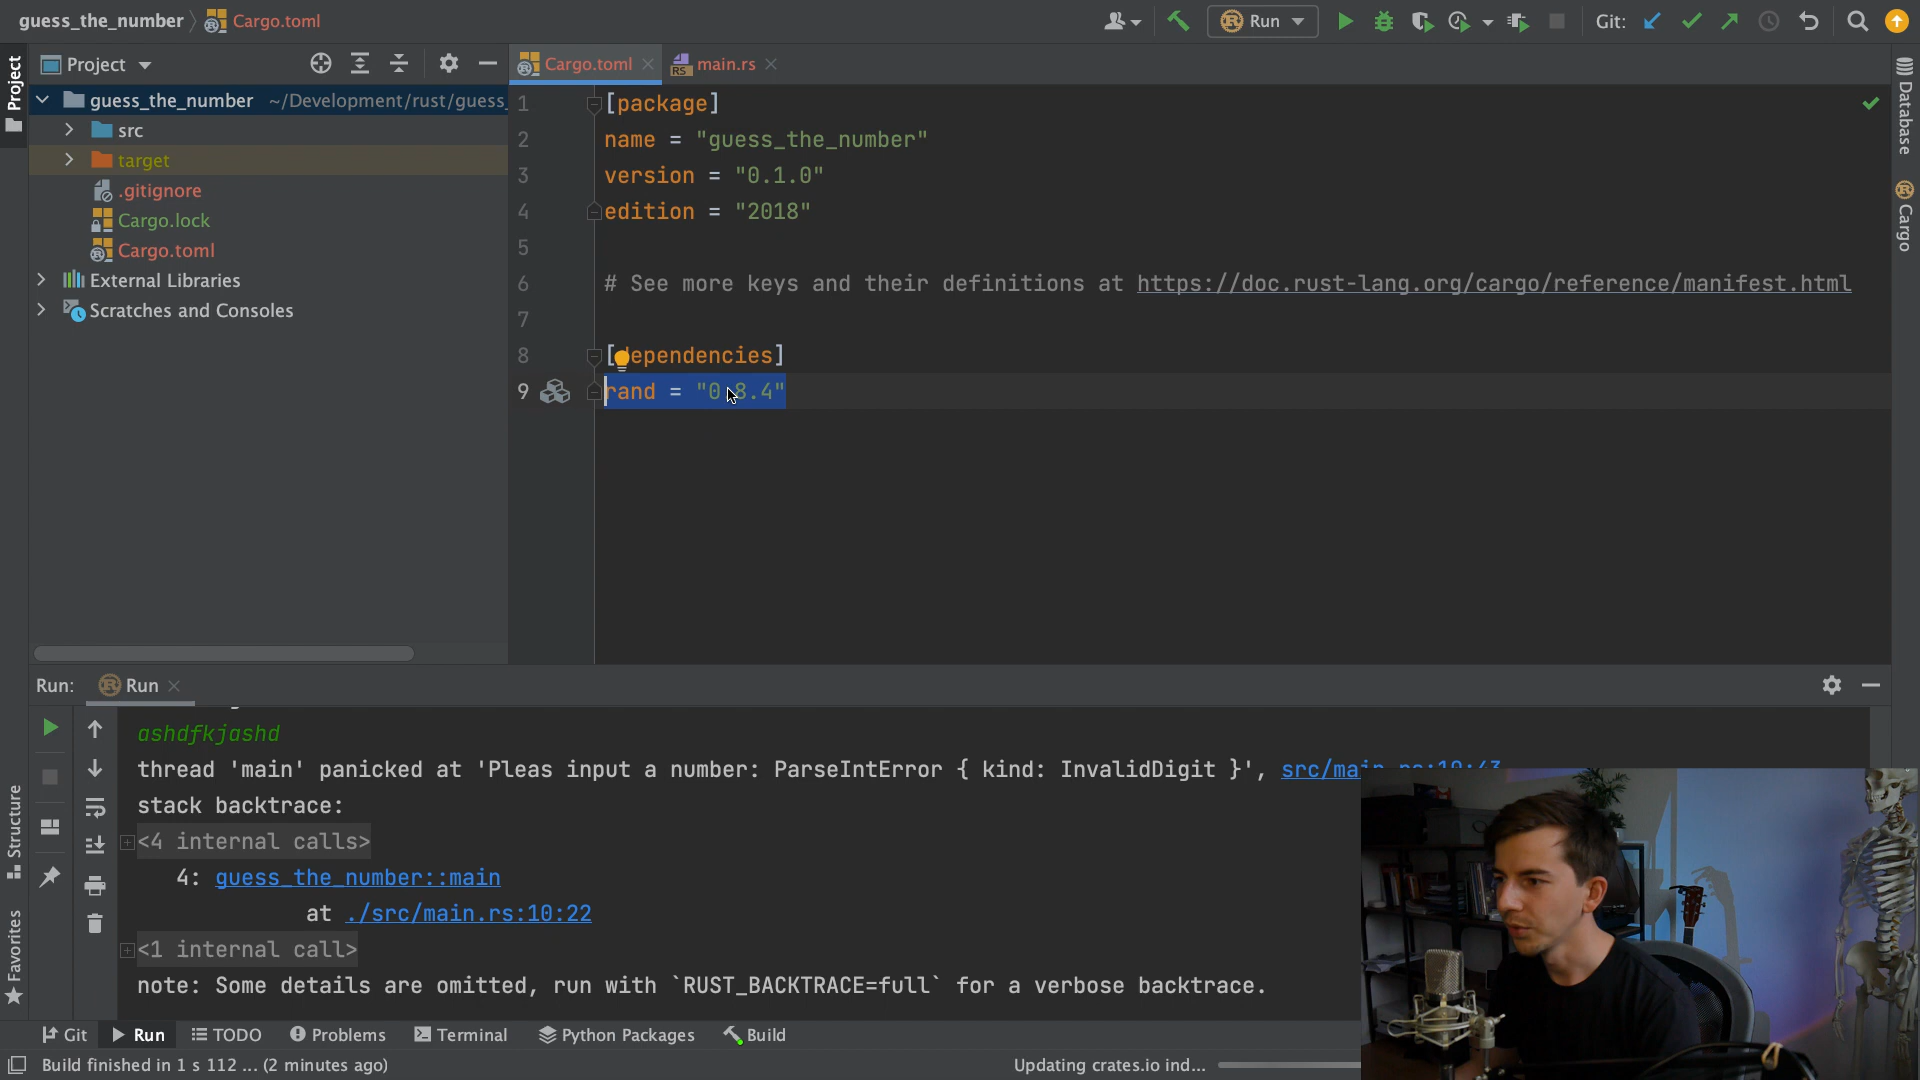 guess_the_number
Cargo.toml
Run
Git:
Project
Project
guess_the_number ~/Development/rust/guess_
src
target
.gitignore
Cargo.lock
Cargo.toml
External Libraries
Scratches and Consoles
Cargo.toml
main.rs
1 [package]
2 name = "guess_the_number"
3 version = "0.1.0"
4 edition = "2018"
5
6 # See more keys and their definitions at https://doc.rust-lang.org/cargo/reference/manifest.html
7
8 [dependencies]
9 rand = "0.8.4"
Database
Cargo
Run:
Run
ashdfkjashd
thread 'main' panicked at 'Pleas input a number: ParseIntError { kind: InvalidDigit }', src/main.rs:10:43
stack backtrace:
<4 internal calls>
4: guess_the_number::main
at ./src/main.rs:10:22
<1 internal call>
note: Some details are omitted, run with `RUST_BACKTRACE=full` for a verbose backtrace.
Structure
Favorites
Git
Run
TODO
Problems
Terminal
Python Packages
Build
Build finished in 1 s 112 ... (2 minutes ago)
Updating crates.io ind...